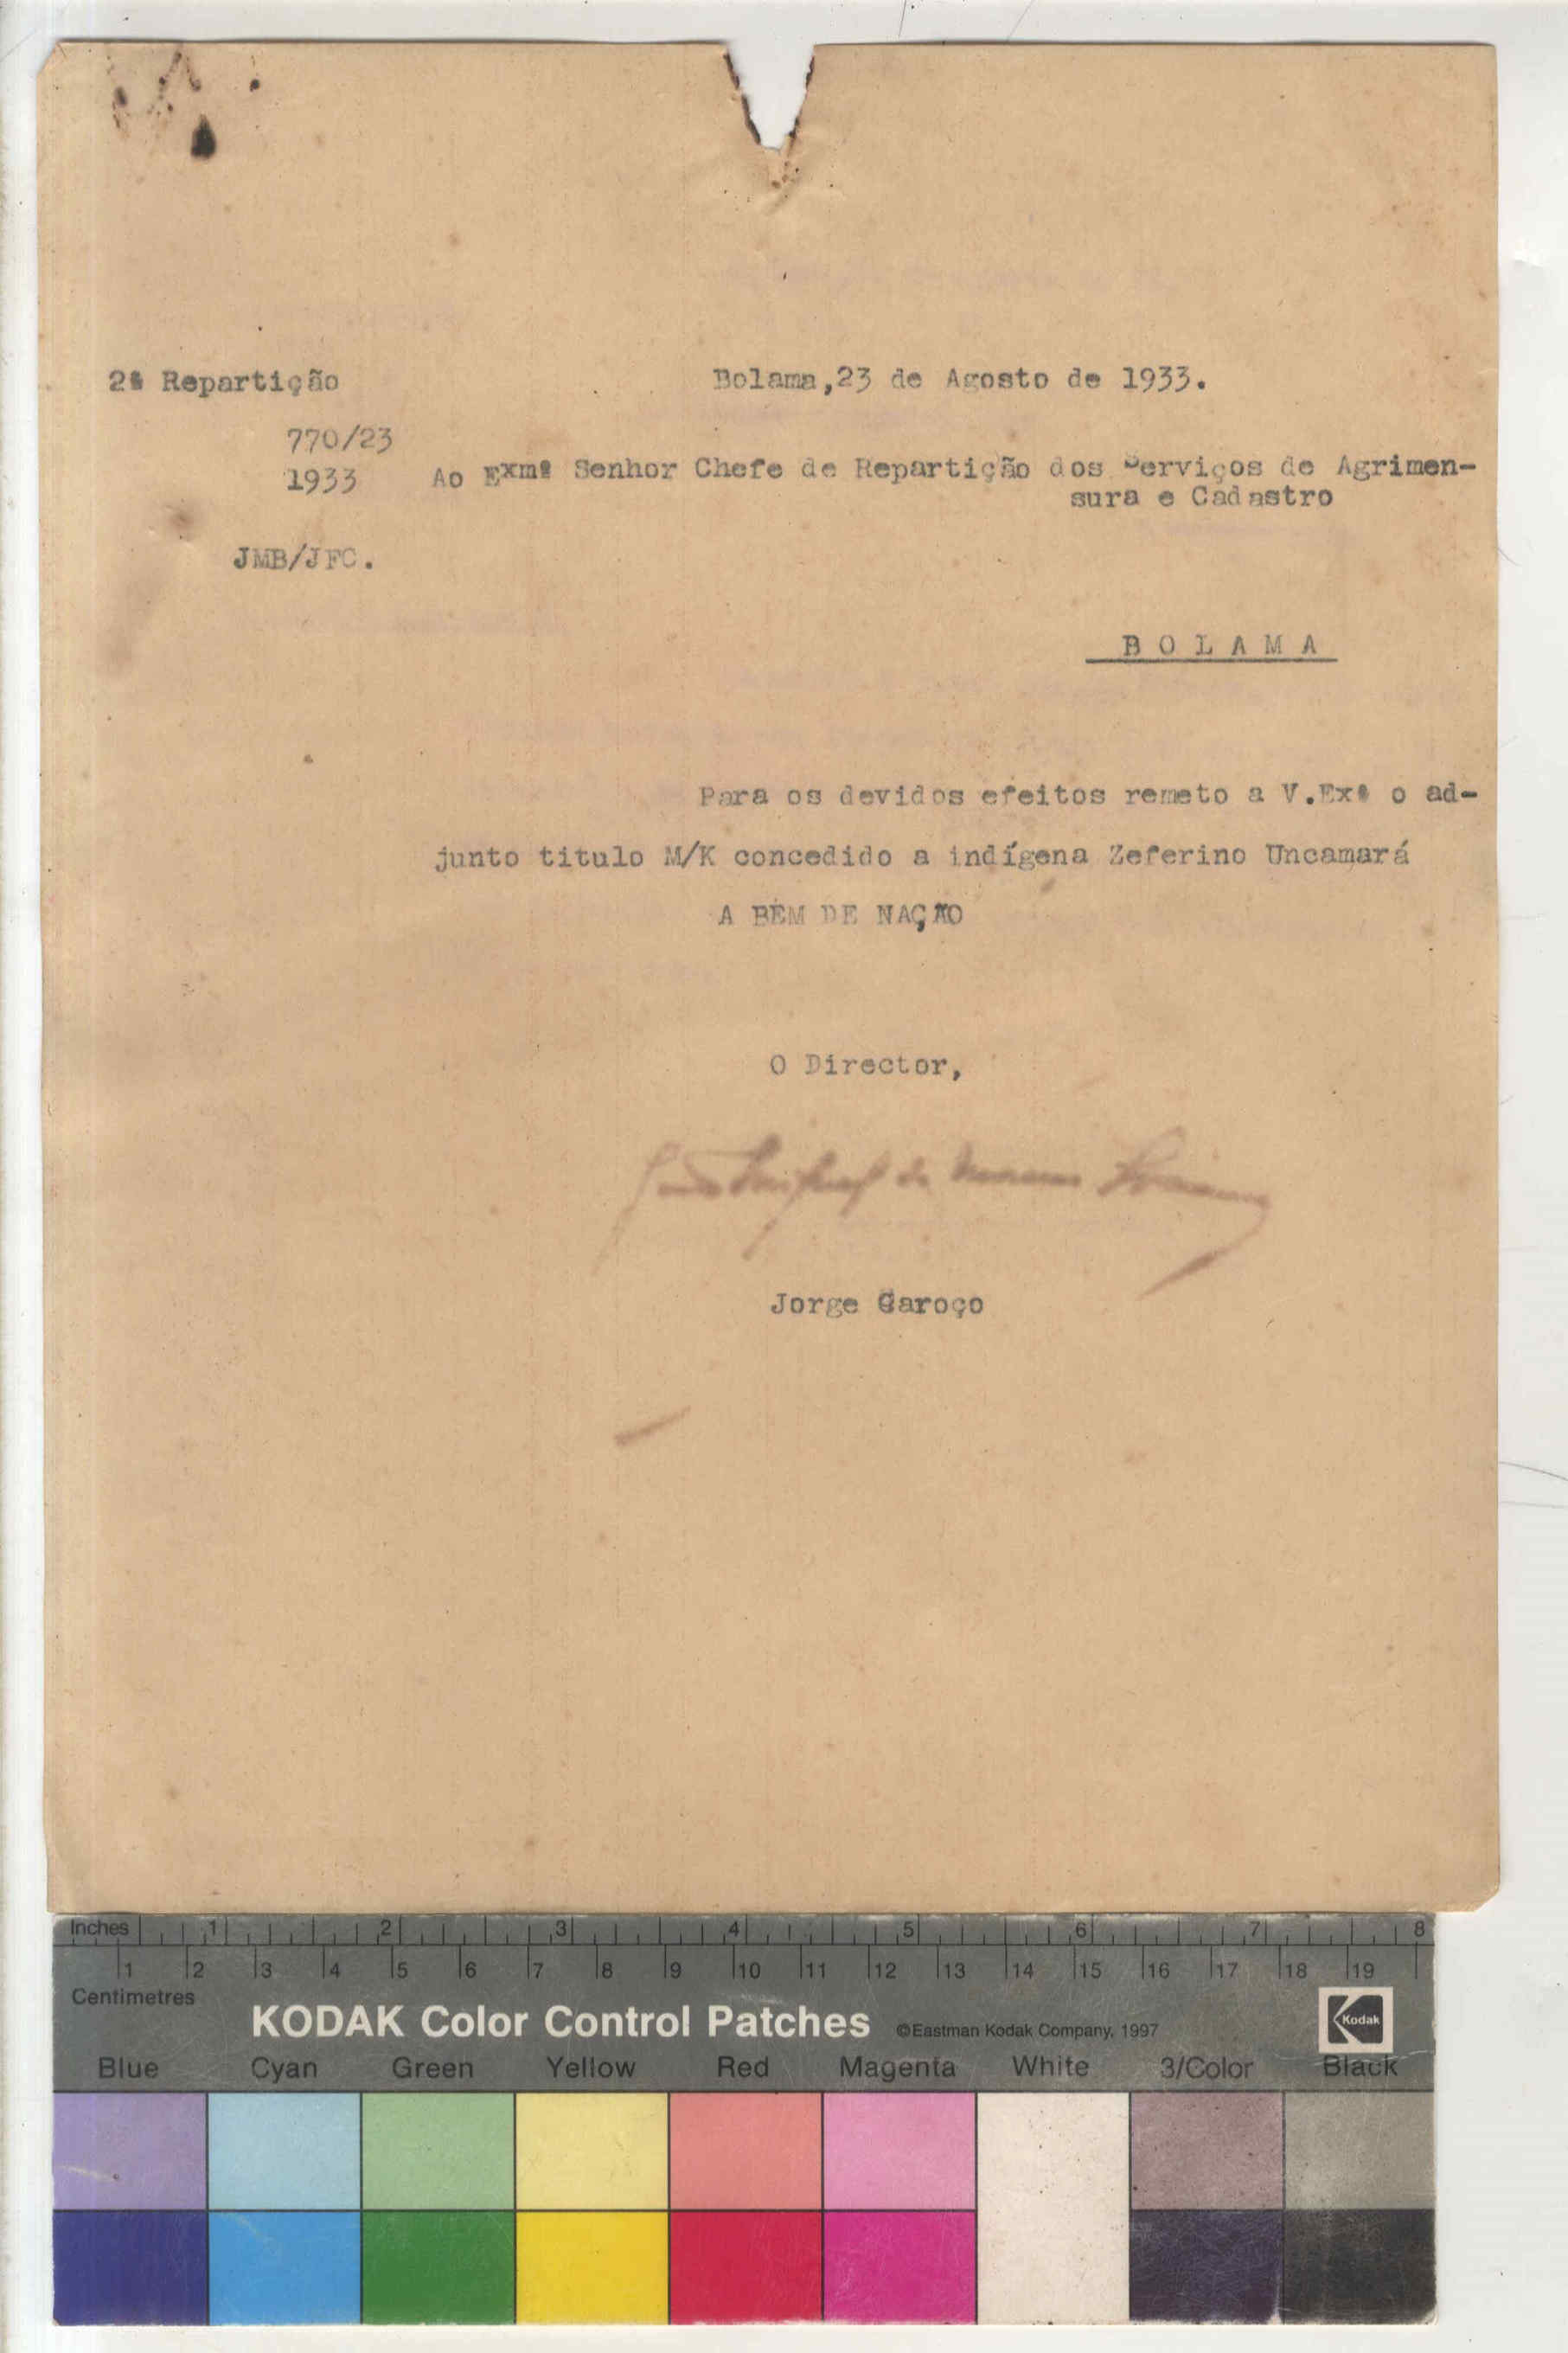 2ª Repartição
Bolama,23 de Agosto de 1933.
770/23
1933
Ao Exmº Senhor Chefe de Repartição dos Serviços de Agrimen-
sura e Cadastro
JMB/JFC.
B O L A M A
Para os devidos efeitos remeto a V.Exª o ad-
junto titulo M/K concedido a indígena Zeferino Uncamará
A BEM DE NAÇÃO
O Director,
Jorge Caroço
Inches 1 2 3 4 5 6 7 8
1 2 3 4 5 6 7 8 9 10 11 12 13 14 15 16 17 18 19
Centimetres
KODAK Color Control Patches ©Eastman Kodak Company, 1997 Kodak
Blue Cyan Green Yellow Red Magenta White 3/Color Black